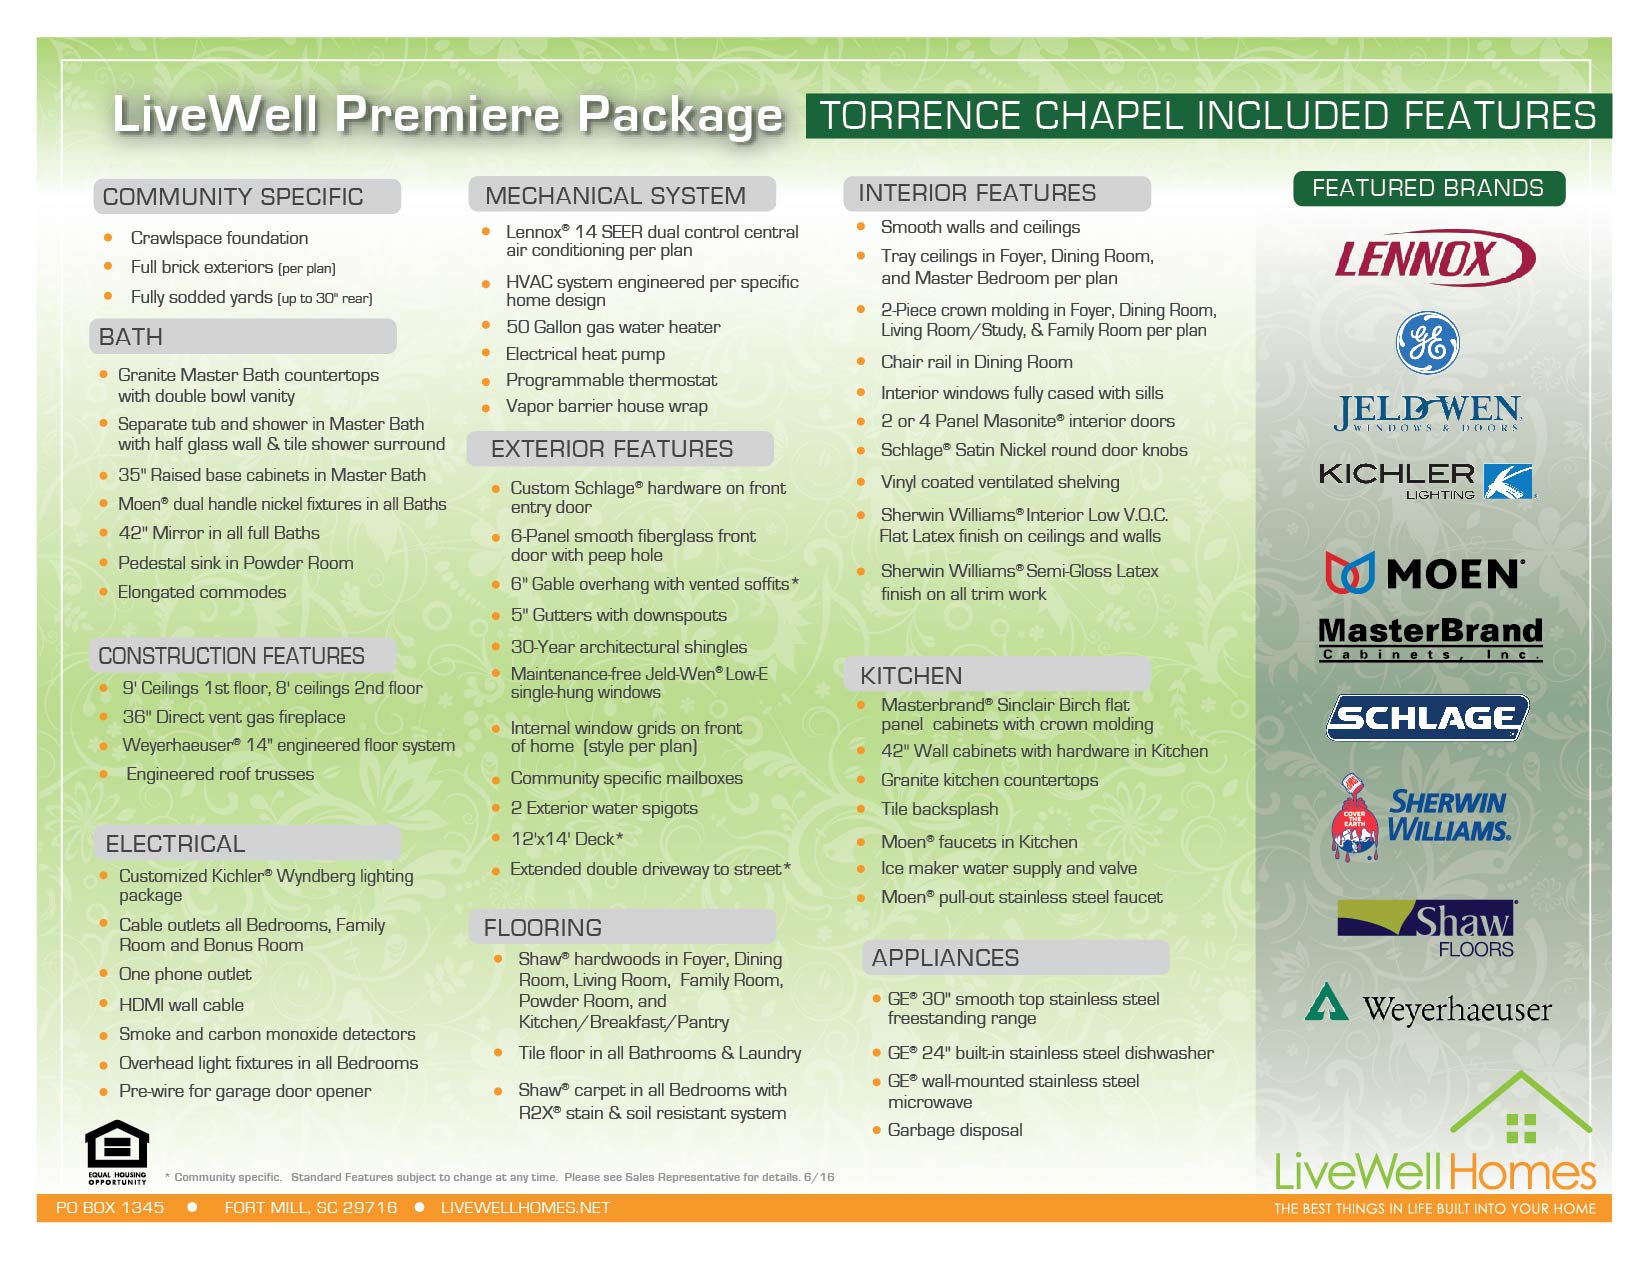 LiveWell Premiere Package
TORRENCE CHAPEL INCLUDED FEATURES
COMMUNITY SPECIFIC
Crawlspace foundation
Full brick exteriors (per plan)
Fully sodded yards (up to 30" rear)
BATH
Granite Master Bath countertops
with double bowl vanity
Separate tub and shower in Master Bath
with half glass wall & tile shower surround
35" Raised base cabinets in Master Bath
Moen® dual handle nickel fixtures in all Baths
42" Mirror in all full Baths
Pedestal sink in Powder Room
Elongated commodes
CONSTRUCTION FEATURES
9' Ceilings 1st floor, 8' ceilings 2nd floor
36" Direct vent gas fireplace
Weyerhaeuser® 14" engineered floor system
Engineered roof trusses
ELECTRICAL
Customized Kichler® Wyndberg lighting
package
Cable outlets all Bedrooms, Family
Room and Bonus Room
One phone outlet
HDMI wall cable
Smoke and carbon monoxide detectors
Overhead light fixtures in all Bedrooms
Pre-wire for garage door opener
MECHANICAL SYSTEM
Lennox® 14 SEER dual control central
air conditioning per plan
HVAC system engineered per specific
home design
50 Gallon gas water heater
Electrical heat pump
Programmable thermostat
Vapor barrier house wrap
EXTERIOR FEATURES
Custom Schlage® hardware on front
entry door
6-Panel smooth fiberglass front
door with peep hole
6" Gable overhang with vented soffits*
5" Gutters with downspouts
30-Year architectural shingles
Maintenance-free Jeld-Wen® Low-E
single-hung windows
Internal window grids on front
of home (style per plan)
Community specific mailboxes
2 Exterior water spigots
12'x14' Deck*
Extended double driveway to street*
FLOORING
Shaw® hardwoods in Foyer, Dining
Room, Living Room, Family Room,
Powder Room, and
Kitchen/Breakfast/Pantry
Tile floor in all Bathrooms & Laundry
Shaw® carpet in all Bedrooms with
R2X® stain & soil resistant system
INTERIOR FEATURES
Smooth walls and ceilings
Tray ceilings in Foyer, Dining Room,
and Master Bedroom per plan
2-Piece crown molding in Foyer, Dining Room,
Living Room/Study, & Family Room per plan
Chair rail in Dining Room
Interior windows fully cased with sills
2 or 4 Panel Masonite® interior doors
Schlage® Satin Nickel round door knobs
Vinyl coated ventilated shelving
Sherwin Williams® Interior Low V.O.C.
Flat Latex finish on ceilings and walls
Sherwin Williams® Semi-Gloss Latex
finish on all trim work
KITCHEN
Masterbrand® Sinclair Birch flat
panel cabinets with crown molding
42" Wall cabinets with hardware in Kitchen
Granite kitchen countertops
Tile backsplash
Moen® faucets in Kitchen
Ice maker water supply and valve
Moen® pull-out stainless steel faucet
APPLIANCES
GE® 30" smooth top stainless steel
freestanding range
GE® 24" built-in stainless steel dishwasher
GE® wall-mounted stainless steel
microwave
Garbage disposal
FEATURED BRANDS
LENNOX
GE
JELD-WEN
WINDOWS & DOORS
KICHLER
LIGHTING
MOEN®
MasterBrand
Cabinets, Inc.
SCHLAGE
COVER
THE
EARTH
SHERWIN
WILLIAMS®
Shaw
FLOORS
Weyerhaeuser
LiveWell Homes
EQUAL HOUSING
OPPORTUNITY
* Community specific. Standard Features subject to change at any time. Please see Sales Representative for details. 6/16
PO BOX 1345 • FORT MILL, SC 29716 • LIVEWELLHOMES.NET
THE BEST THINGS IN LIFE BUILT INTO YOUR HOME